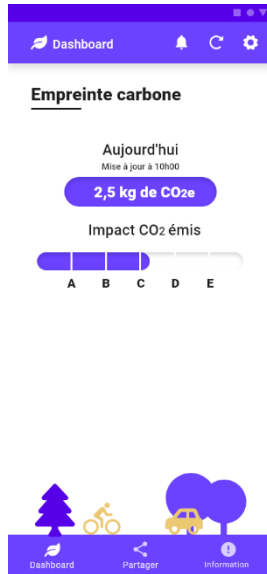 Dashboard
Empreinte carbone
Aujourd'hui
Mise à jour à 10h00
2,5 kg de CO2e
Impact CO2 émis
A B C D E
Dashboard Partager Information